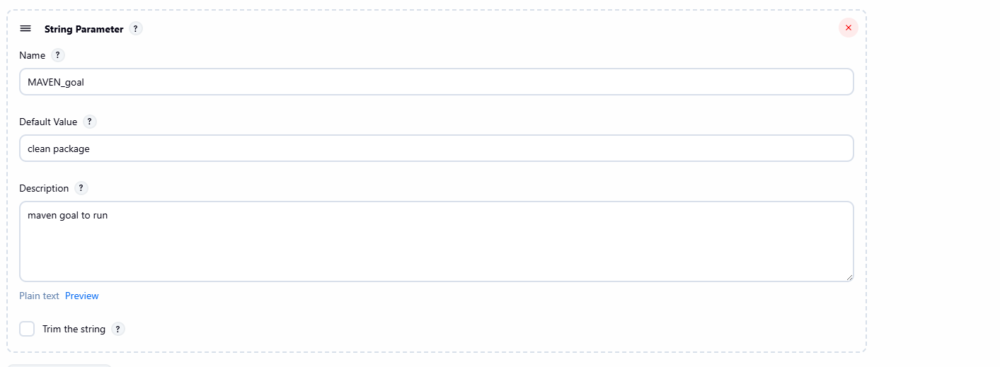 String Parameter ?
Name ?
MAVEN_goal
Default Value ?
clean package
Description ?
maven goal to run
Plain text Preview
Trim the string ?